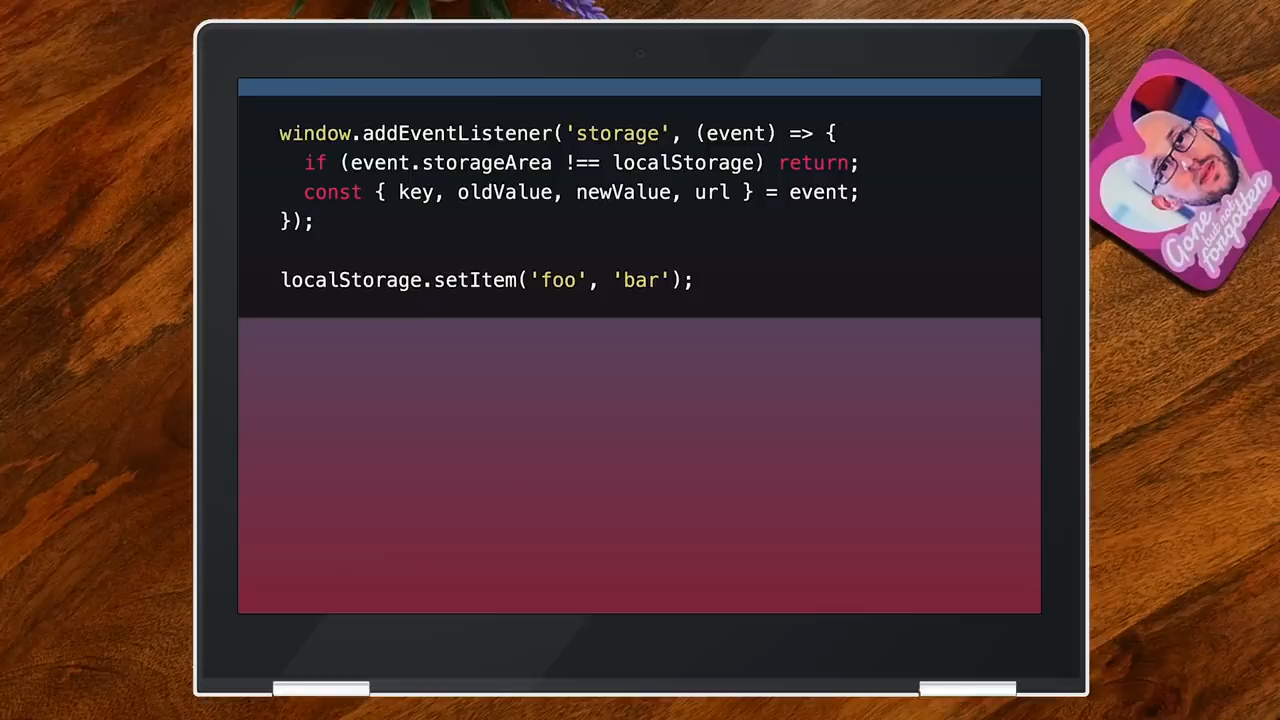 window.addEventListener('storage', (event) => {
  if (event.storageArea !== localStorage) return;
  const { key, oldValue, newValue, url } = event;
});

localStorage.setItem('foo', 'bar');
Gone
but not
forgotten